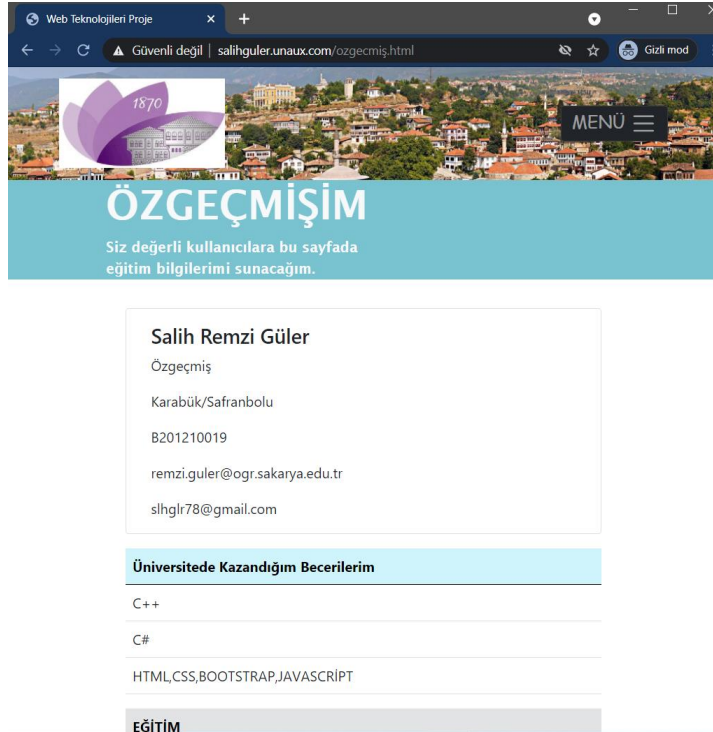 Web Teknolojileri Proje
Güvenli değil | salihguler.unaux.com/ozgecmiş.html
Gizli mod
1870
MENÜ
ÖZGEÇMİŞİM
Siz değerli kullanıcılara bu sayfada
eğitim bilgilerimi sunacağım.
Salih Remzi Güler
Özgeçmiş
Karabük/Safranbolu
B201210019
remzi.guler@ogr.sakarya.edu.tr
slhglr78@gmail.com
Üniversitede Kazandığım Becerilerim
C++
C#
HTML,CSS,BOOTSTRAP,JAVASCRİPT
EĞİTİM